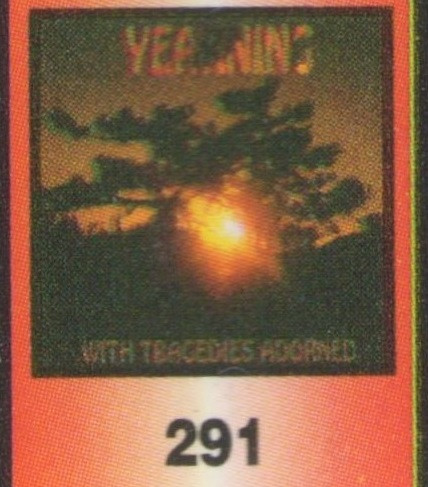 YEARNING
WITH TRAGEDIES ADORNED
291